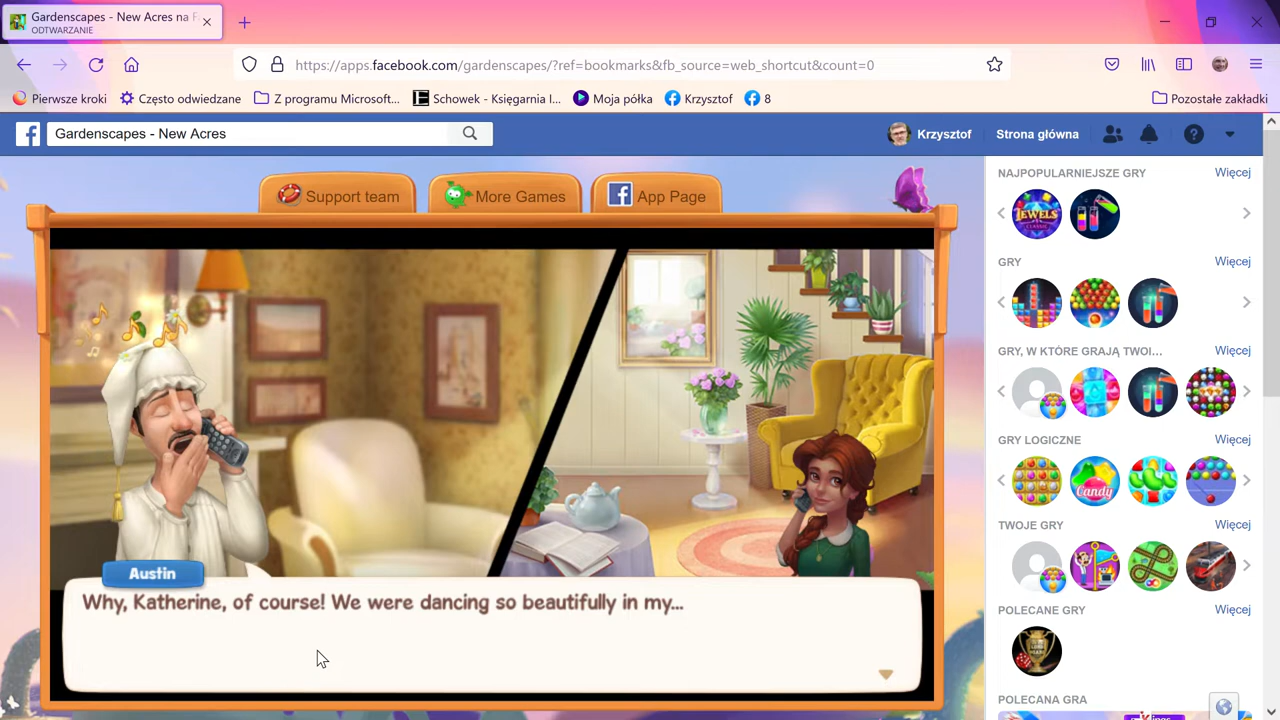 Gardenscapes - New Acres na F
ODTWARZANIE
https://apps.facebook.com/gardenscapes/?ref=bookmarks&fb_source=web_shortcut&count=0
Pierwsze kroki
Często odwiedzane
Z programu Microsoft...
Schowek - Księgarnia I...
Moja półka
Krzysztof
8
Pozostałe zakładki
Gardenscapes - New Acres
Krzysztof
Strona główna
Support team
More Games
App Page
NAJPOPULARNIEJSZE GRY
Więcej
JEWELS
CLASSIC
GRY
Więcej
GRY, W KTÓRE GRAJĄ TWOI...
Więcej
GRY LOGICZNE
Więcej
Candy
TWOJE GRY
Więcej
POLECANE GRY
Więcej
POLECANA GRA
Austin
Why, Katherine, of course! We were dancing so beautifully in my...